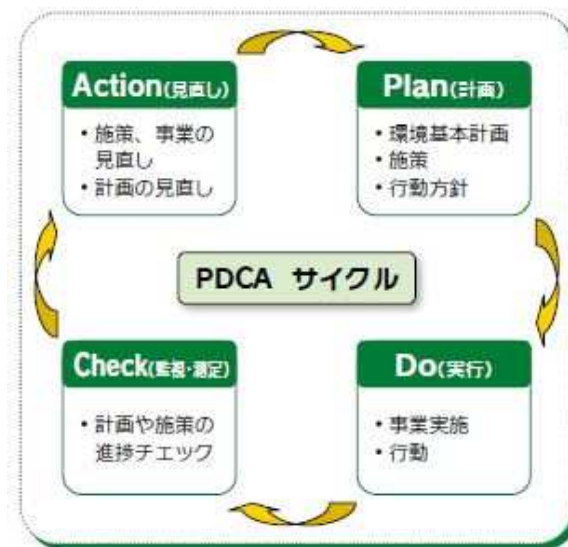 Action(見直し)
・施策、事業の
見直し
・計画の見直し
Plan(計画)
・環境基本計画
・施策
・行動方針
PDCA サイクル
Check(監視・測定)
・計画や施策の
進捗チェック
Do(実行)
・事業実施
・行動